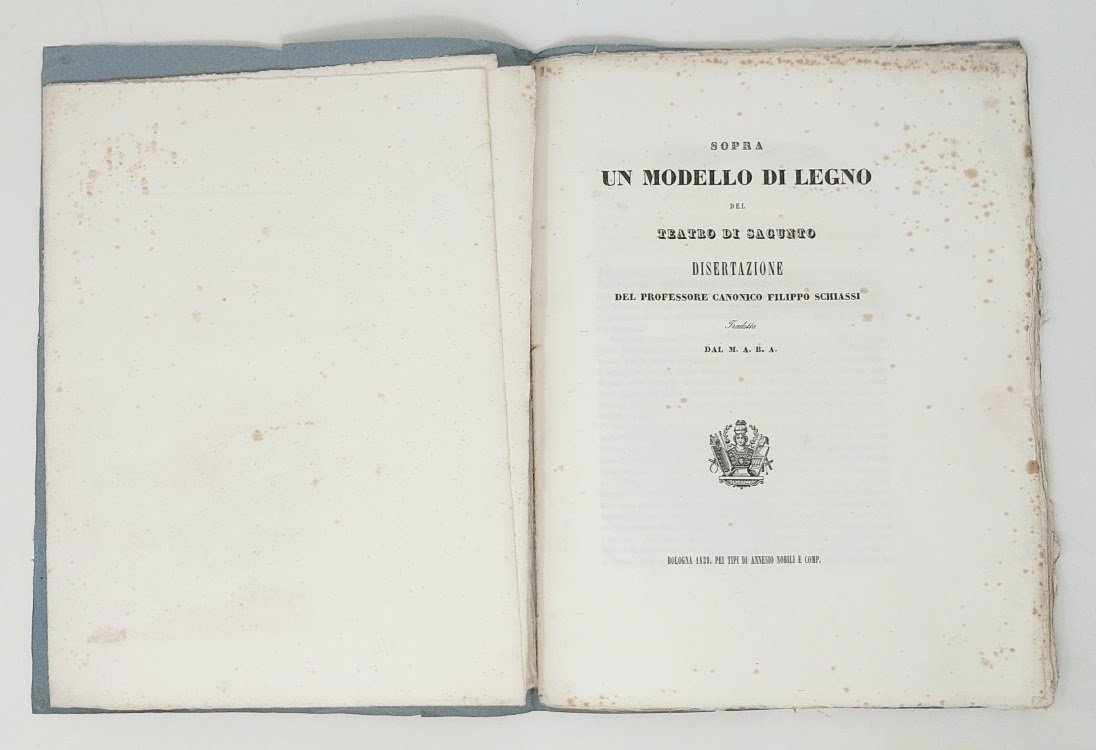 SOPRA
UN MODELLO DI LEGNO
DEL
TEATRO DI SAGUNTO
DISERTAZIONE
DEL PROFESSORE CANONICO FILIPPO SCHIASSI
Tradotta
DAL M. A. B. A.
BOLOGNA 1839. PEI TIPI DI ANNESIO NOBILI E COMP.